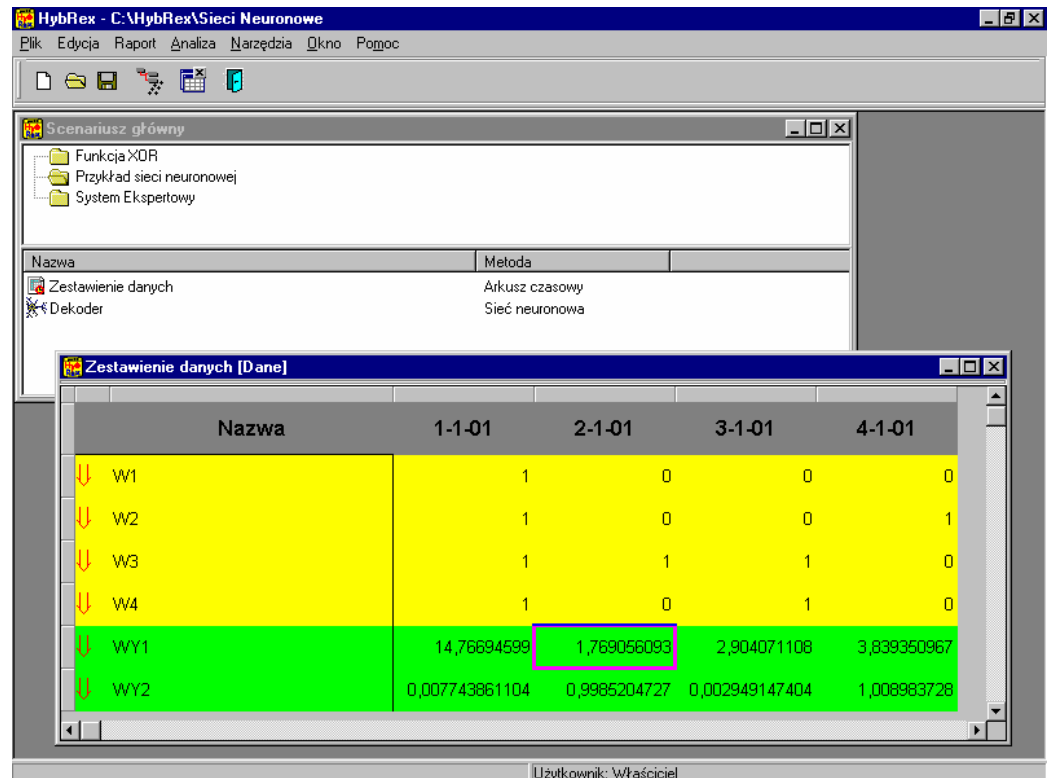 HybRex - C:\HybRex\Sieci Neuronowe
Plik Edycja Raport Analiza Narzędzia Okno Pomoc
Scenariusz główny
Funkcja XOR
Przykład sieci neuronowej
System Ekspertowy
Nazwa Metoda
Zestawienie danych Arkusz czasowy
Dekoder Sieć neuronowa
Zestawienie danych [Dane]
Nazwa 1-1-01 2-1-01 3-1-01 4-1-01
W1 1 0 0 0
W2 1 0 0 1
W3 1 1 1 0
W4 1 0 1 0
WY1 14,76694599 1,769056093 2,904071108 3,839350967
WY2 0,007743861104 0,9985204727 0,002949147404 1,008983728
Użytkownik: Właściciel